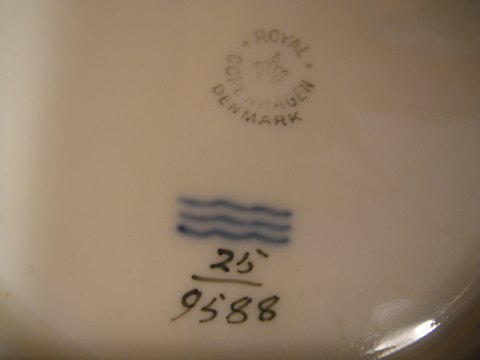 ROYAL
COPENHAGEN
DENMARK
25
9588